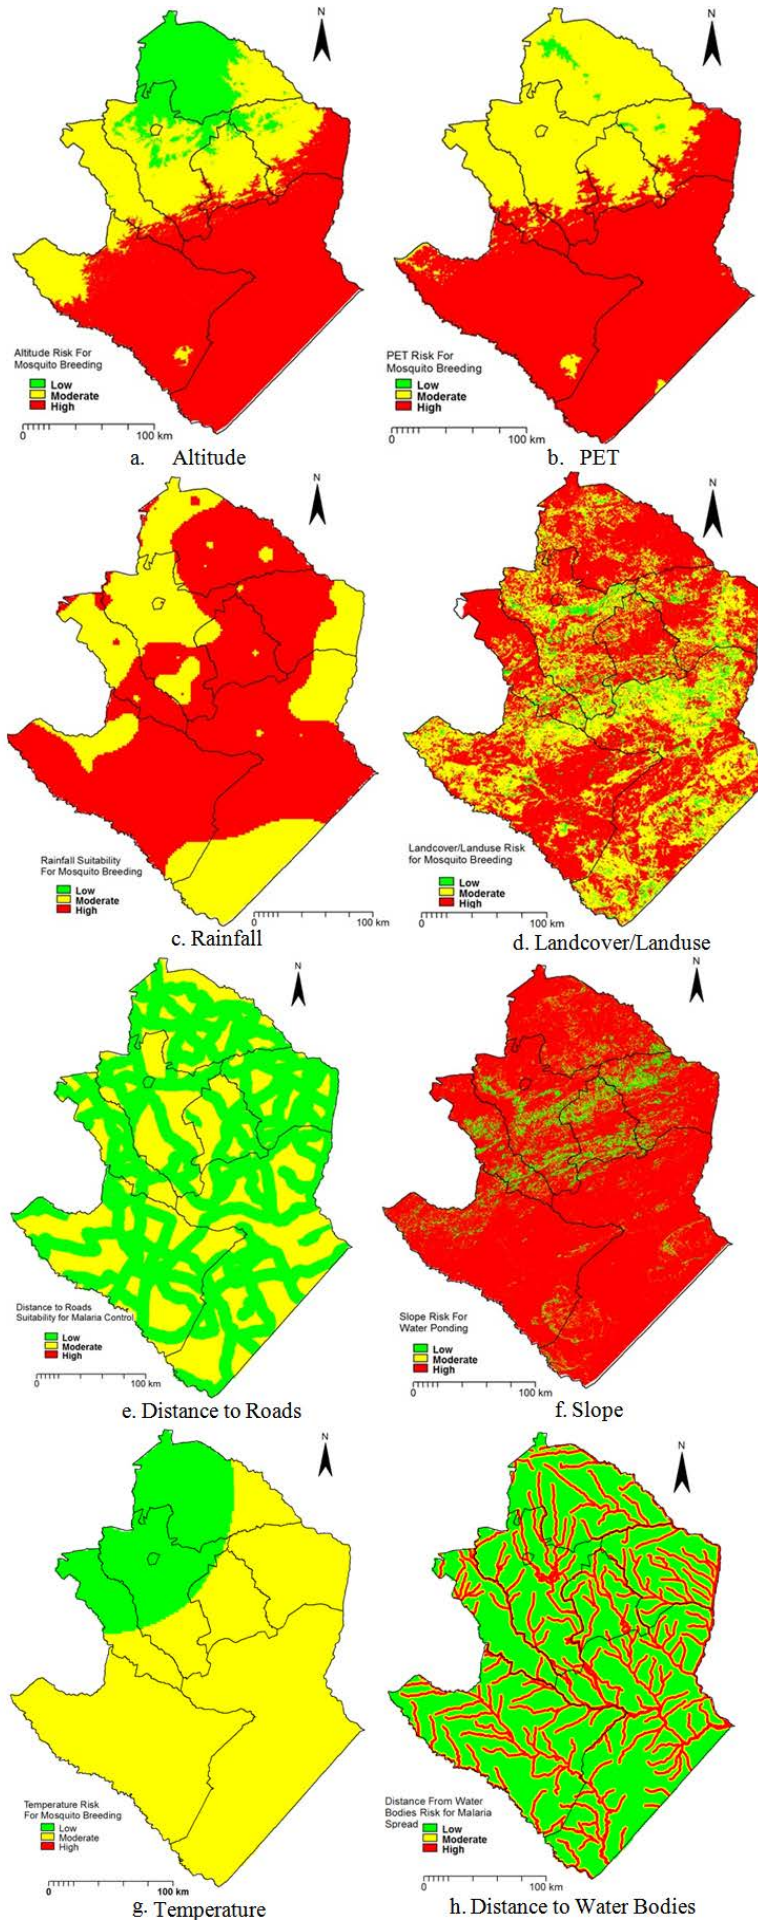 N
N
Altitude Risk For
Mosquito Breeding
Low
Moderate
High
0 100 km
PET Risk For
Mosquito Breeding
Low
Moderate
High
0 100 km
a. Altitude
b. PET
N
N
Rainfall Suitability
For Mosquito Breeding
Low
Moderate
High
0 100 km
Landcover/Landuse Risk
for Mosquito Breeding
Low
Moderate
High
0 100 km
c. Rainfall
d. Landcover/Landuse
N
N
Distance to Roads
Suitability for Malaria Control
Low
Moderate
High
0 100 km
Slope Risk For
Water Ponding
Low
Moderate
High
0 100 km
e. Distance to Roads
f. Slope
N
N
Temperature Risk
For Mosquito Breeding
Low
Moderate
High
0 100 km
Distance From Water
Bodies Risk for Malaria
Spread
Low
Moderate
High
0 100 km
g. Temperature
h. Distance to Water Bodies